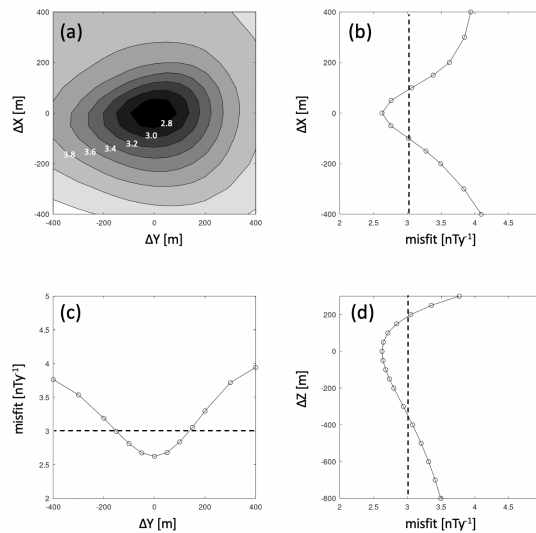 (a)
400
200
0
-200
-400
ΔX [m]
2.8
3.0
3.2
3.4
3.6
3.8
-400 -200 0 200 400
ΔY [m]
(b)
400
200
0
-200
-400
ΔX [m]
2 2.5 3 3.5 4 4.5 5
misfit [nTy-1]
(c)
5
4.5
4
3.5
3
2.5
2
misfit [nTy-1]
-400 -200 0 200 400
ΔY [m]
(d)
200
0
-200
-400
-600
-800
ΔZ [m]
2 2.5 3 3.5 4 4.5
misfit [nTy-1]